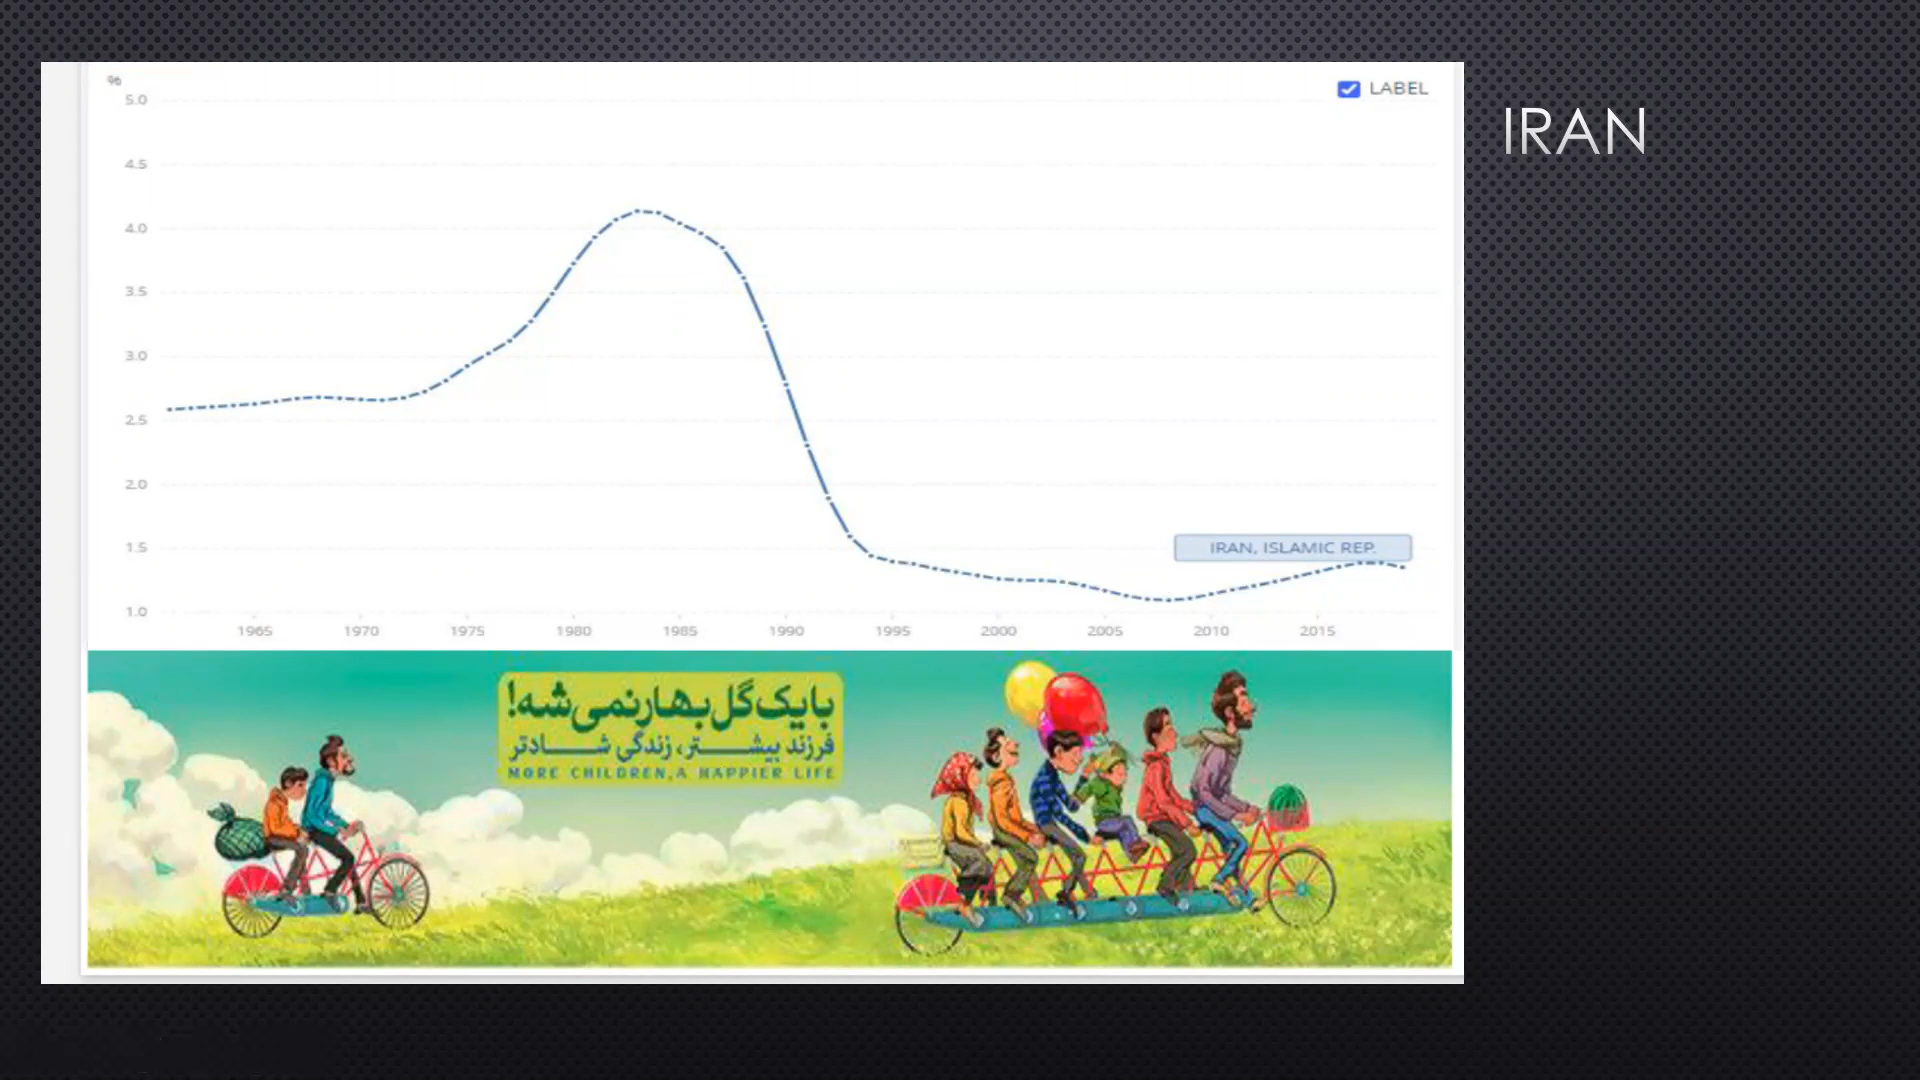 %
LABEL
5.0
4.5
4.0
3.5
3.0
2.5
2.0
1.5
1.0
IRAN, ISLAMIC REP.
1965 1970 1975 1980 1985 1990 1995 2000 2005 2010 2015
با یک گل بهار نمی‌شه!
فرزند بیشـــتر، زندگی شـــادتر
MORE CHILDREN, A HAPPIER LIFE
IRAN